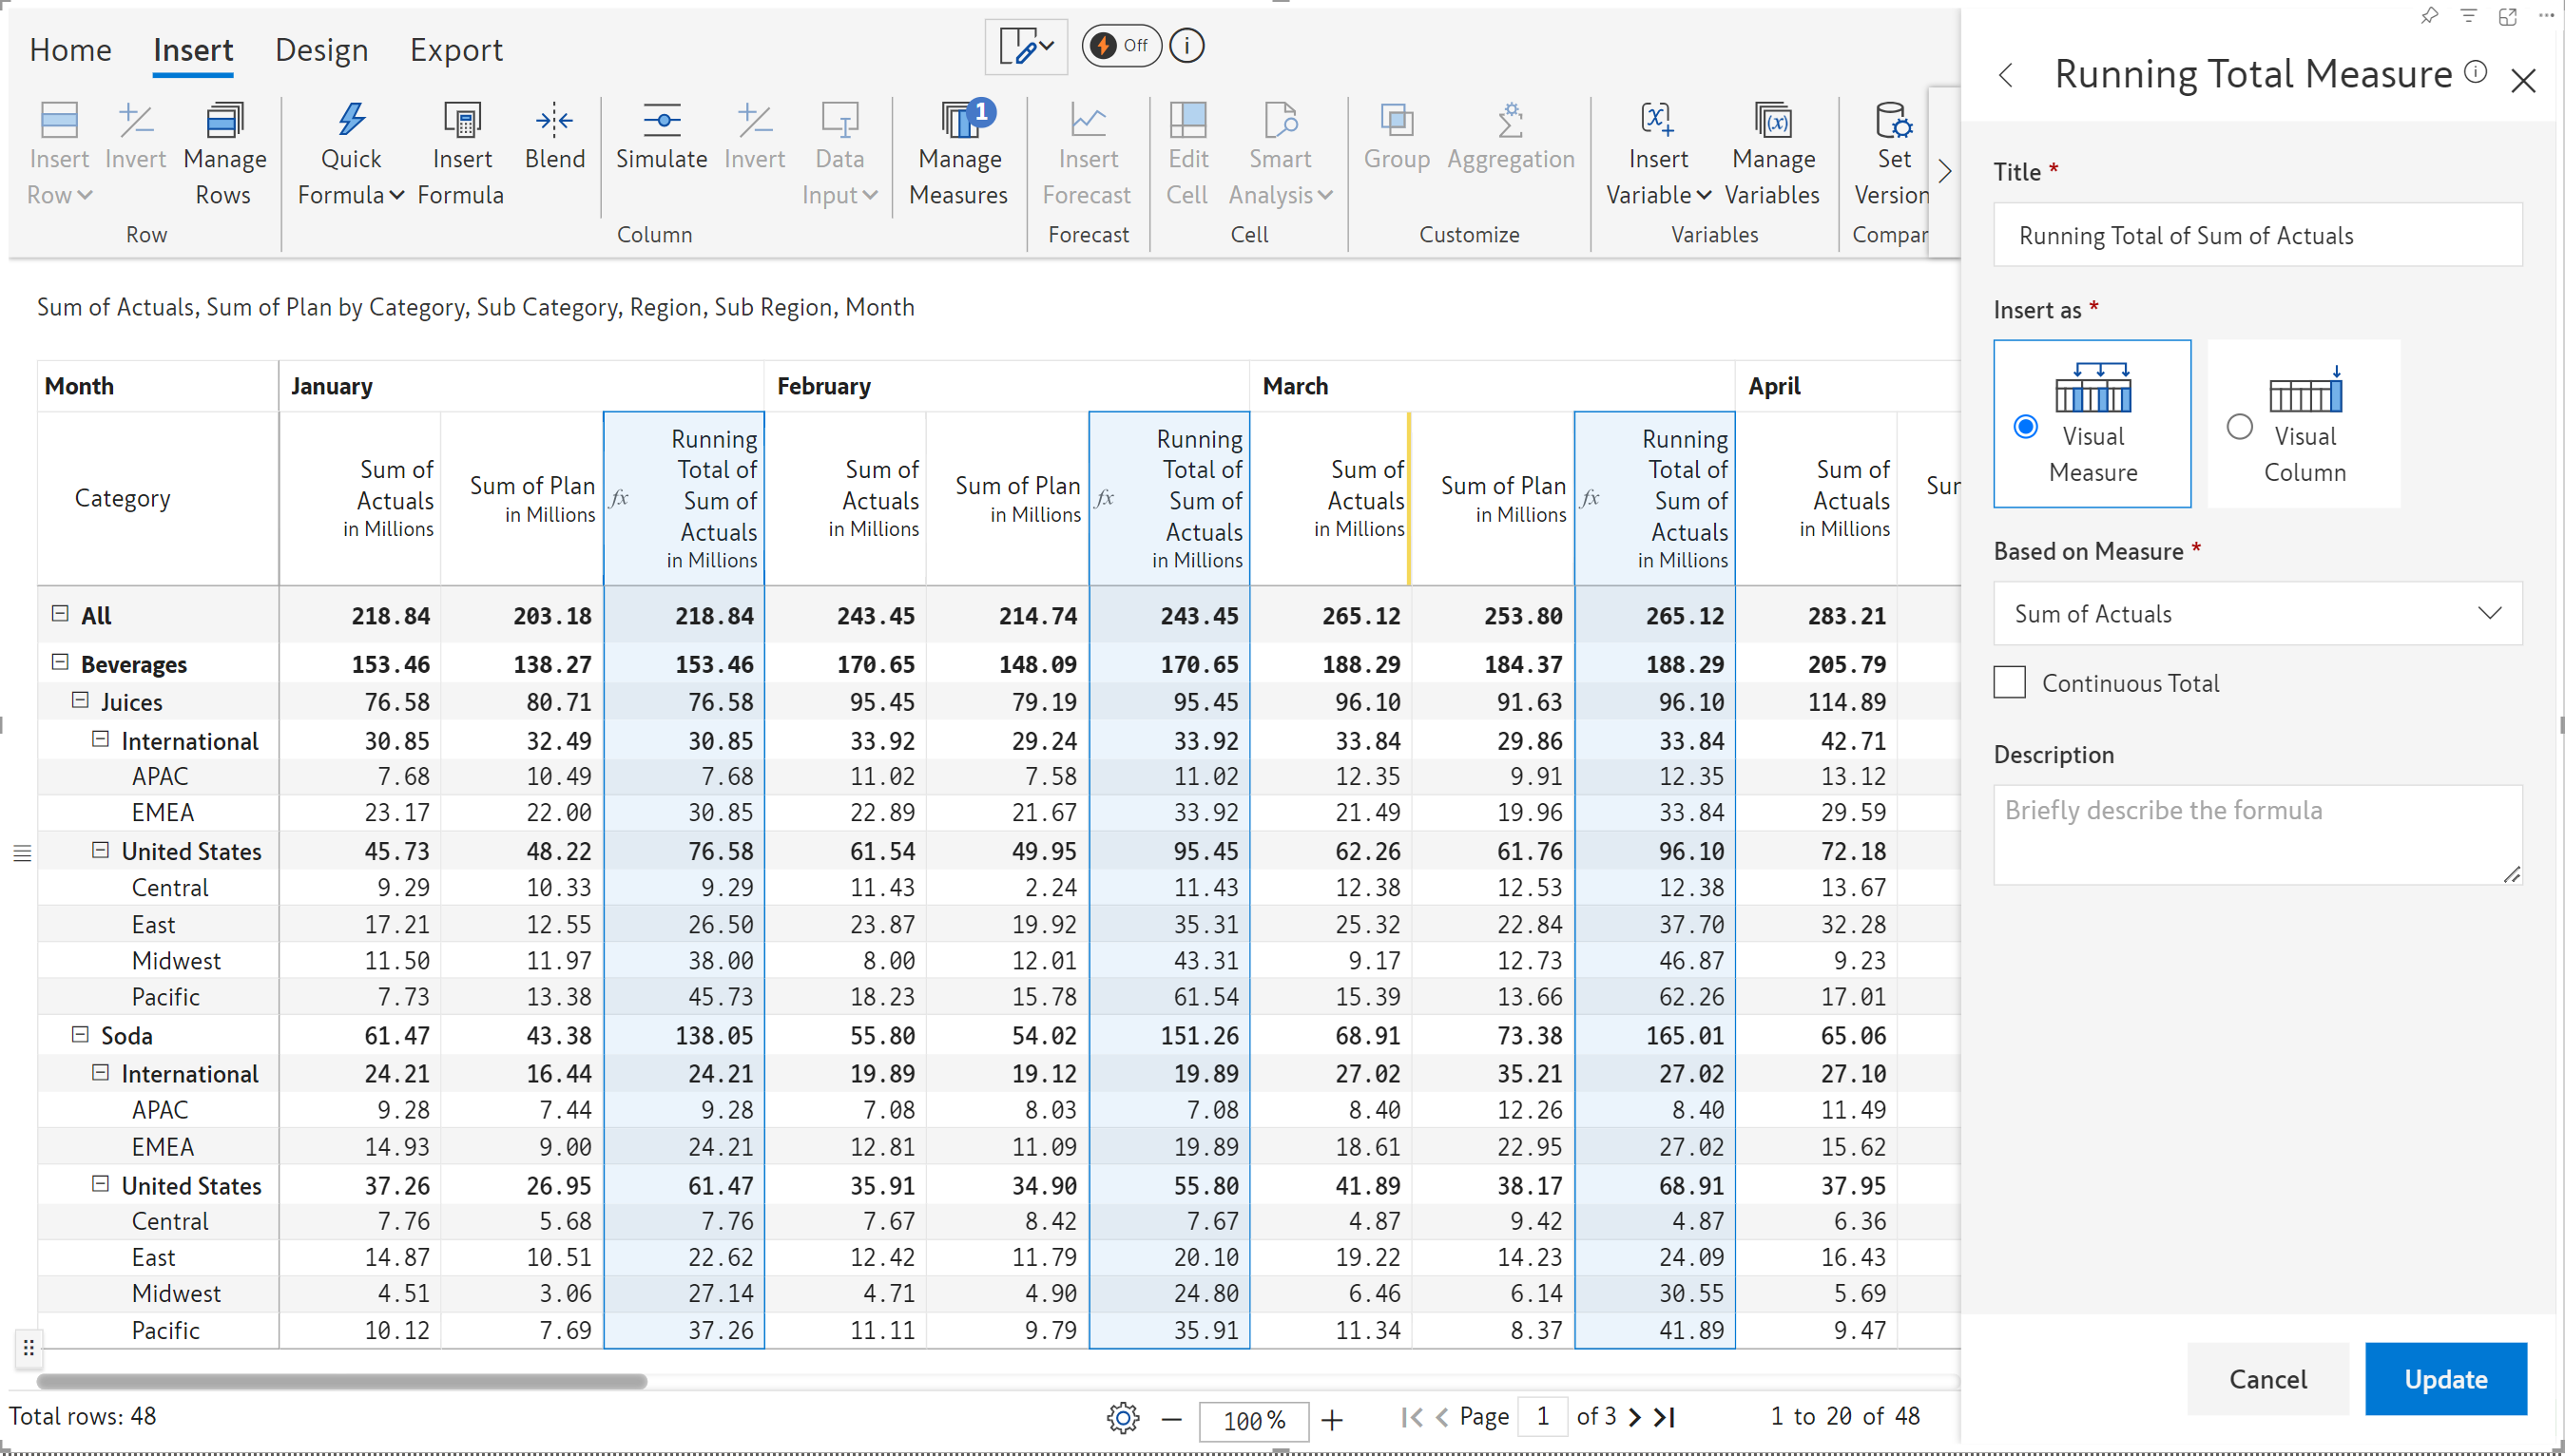 Home Insert Design Export Off i
Insert Row Invert Manage Rows Quick Formula Insert Formula Blend Simulate Invert Data Input Manage Measures 1 Insert Forecast Edit Cell Smart Analysis Group Aggregation Insert Variable Manage Variables Set Version
Row Column Forecast Cell Customize Variables Compar
Sum of Actuals, Sum of Plan by Category, Sub Category, Region, Sub Region, Month
Month January February March April
Category Sum of Actuals in Millions Sum of Plan in Millions fx Running Total of Sum of Actuals in Millions Sum of Actuals in Millions Sum of Plan in Millions fx Running Total of Sum of Actuals in Millions Sum of Actuals in Millions Sum of Plan in Millions fx Running Total of Sum of Actuals in Millions Sum of Actuals in Millions Sur
All 218.84 203.18 218.84 243.45 214.74 243.45 265.12 253.80 265.12 283.21
Beverages 153.46 138.27 153.46 170.65 148.09 170.65 188.29 184.37 188.29 205.79
Juices 76.58 80.71 76.58 95.45 79.19 95.45 96.10 91.63 96.10 114.89
International 30.85 32.49 30.85 33.92 29.24 33.92 33.84 29.86 33.84 42.71
APAC 7.68 10.49 7.68 11.02 7.58 11.02 12.35 9.91 12.35 13.12
EMEA 23.17 22.00 30.85 22.89 21.67 33.92 21.49 19.96 33.84 29.59
United States 45.73 48.22 76.58 61.54 49.95 95.45 62.26 61.76 96.10 72.18
Central 9.29 10.33 9.29 11.43 2.24 11.43 12.38 12.53 12.38 13.67
East 17.21 12.55 26.50 23.87 19.92 35.31 25.32 22.84 37.70 32.28
Midwest 11.50 11.97 38.00 8.00 12.01 43.31 9.17 12.73 46.87 9.23
Pacific 7.73 13.38 45.73 18.23 15.78 61.54 15.39 13.66 62.26 17.01
Soda 61.47 43.38 138.05 55.80 54.02 151.26 68.91 73.38 165.01 65.06
International 24.21 16.44 24.21 19.89 19.12 19.89 27.02 35.21 27.02 27.10
APAC 9.28 7.44 9.28 7.08 8.03 7.08 8.40 12.26 8.40 11.49
EMEA 14.93 9.00 24.21 12.81 11.09 19.89 18.61 22.95 27.02 15.62
United States 37.26 26.95 61.47 35.91 34.90 55.80 41.89 38.17 68.91 37.95
Central 7.76 5.68 7.76 7.67 8.42 7.67 4.87 9.42 4.87 6.36
East 14.87 10.51 22.62 12.42 11.79 20.10 19.22 14.23 24.09 16.43
Midwest 4.51 3.06 27.14 4.71 4.90 24.80 6.46 6.14 30.55 5.69
Pacific 10.12 7.69 37.26 11.11 9.79 35.91 11.34 8.37 41.89 9.47
Total rows: 48 100 % Page 1 of 3 1 to 20 of 48
Running Total Measure
Title *
Running Total of Sum of Actuals
Insert as *
Visual Measure
Visual Column
Based on Measure *
Sum of Actuals
Continuous Total
Description
Briefly describe the formula
Cancel Update